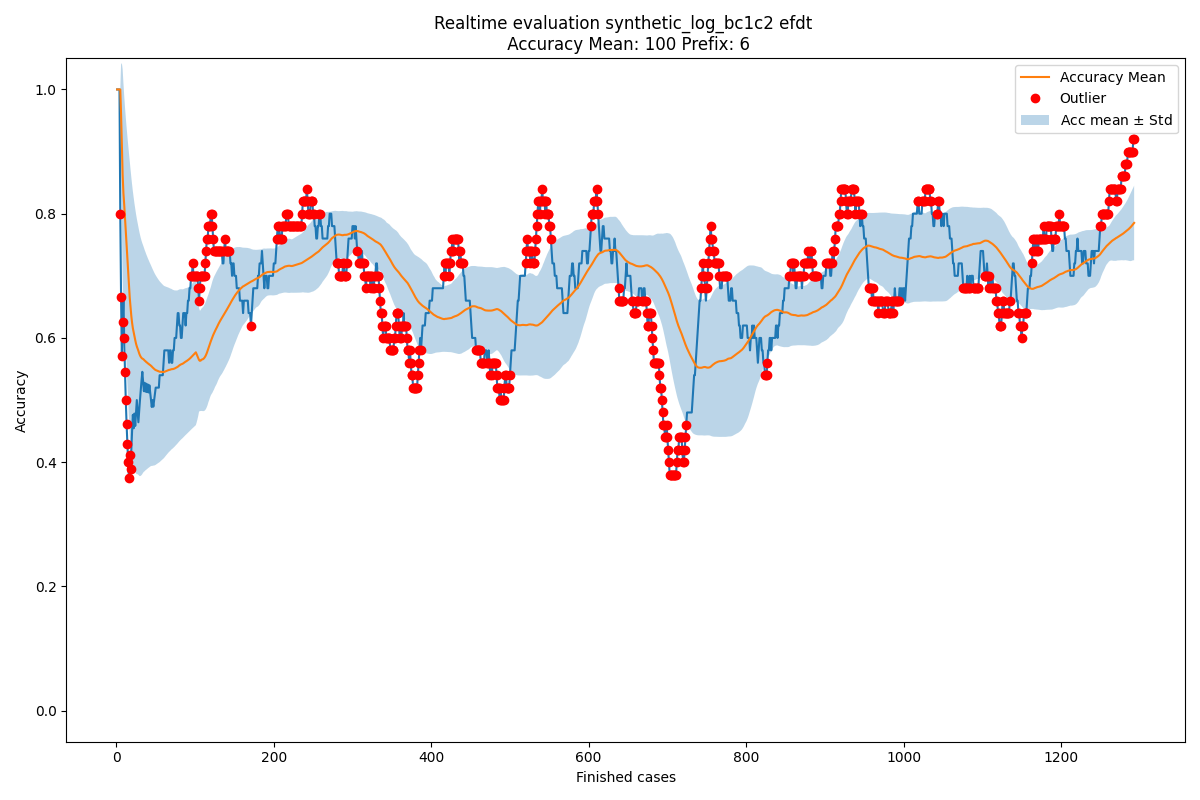 Realtime evaluation synthetic_log_bc1c2 efdt
Accuracy Mean: 100 Prefix: 6
Accuracy Mean
Outlier
Acc mean ± Std
Accuracy
1.0
0.8
0.6
0.4
0.2
0.0
0
200
400
600
800
1000
1200
Finished cases